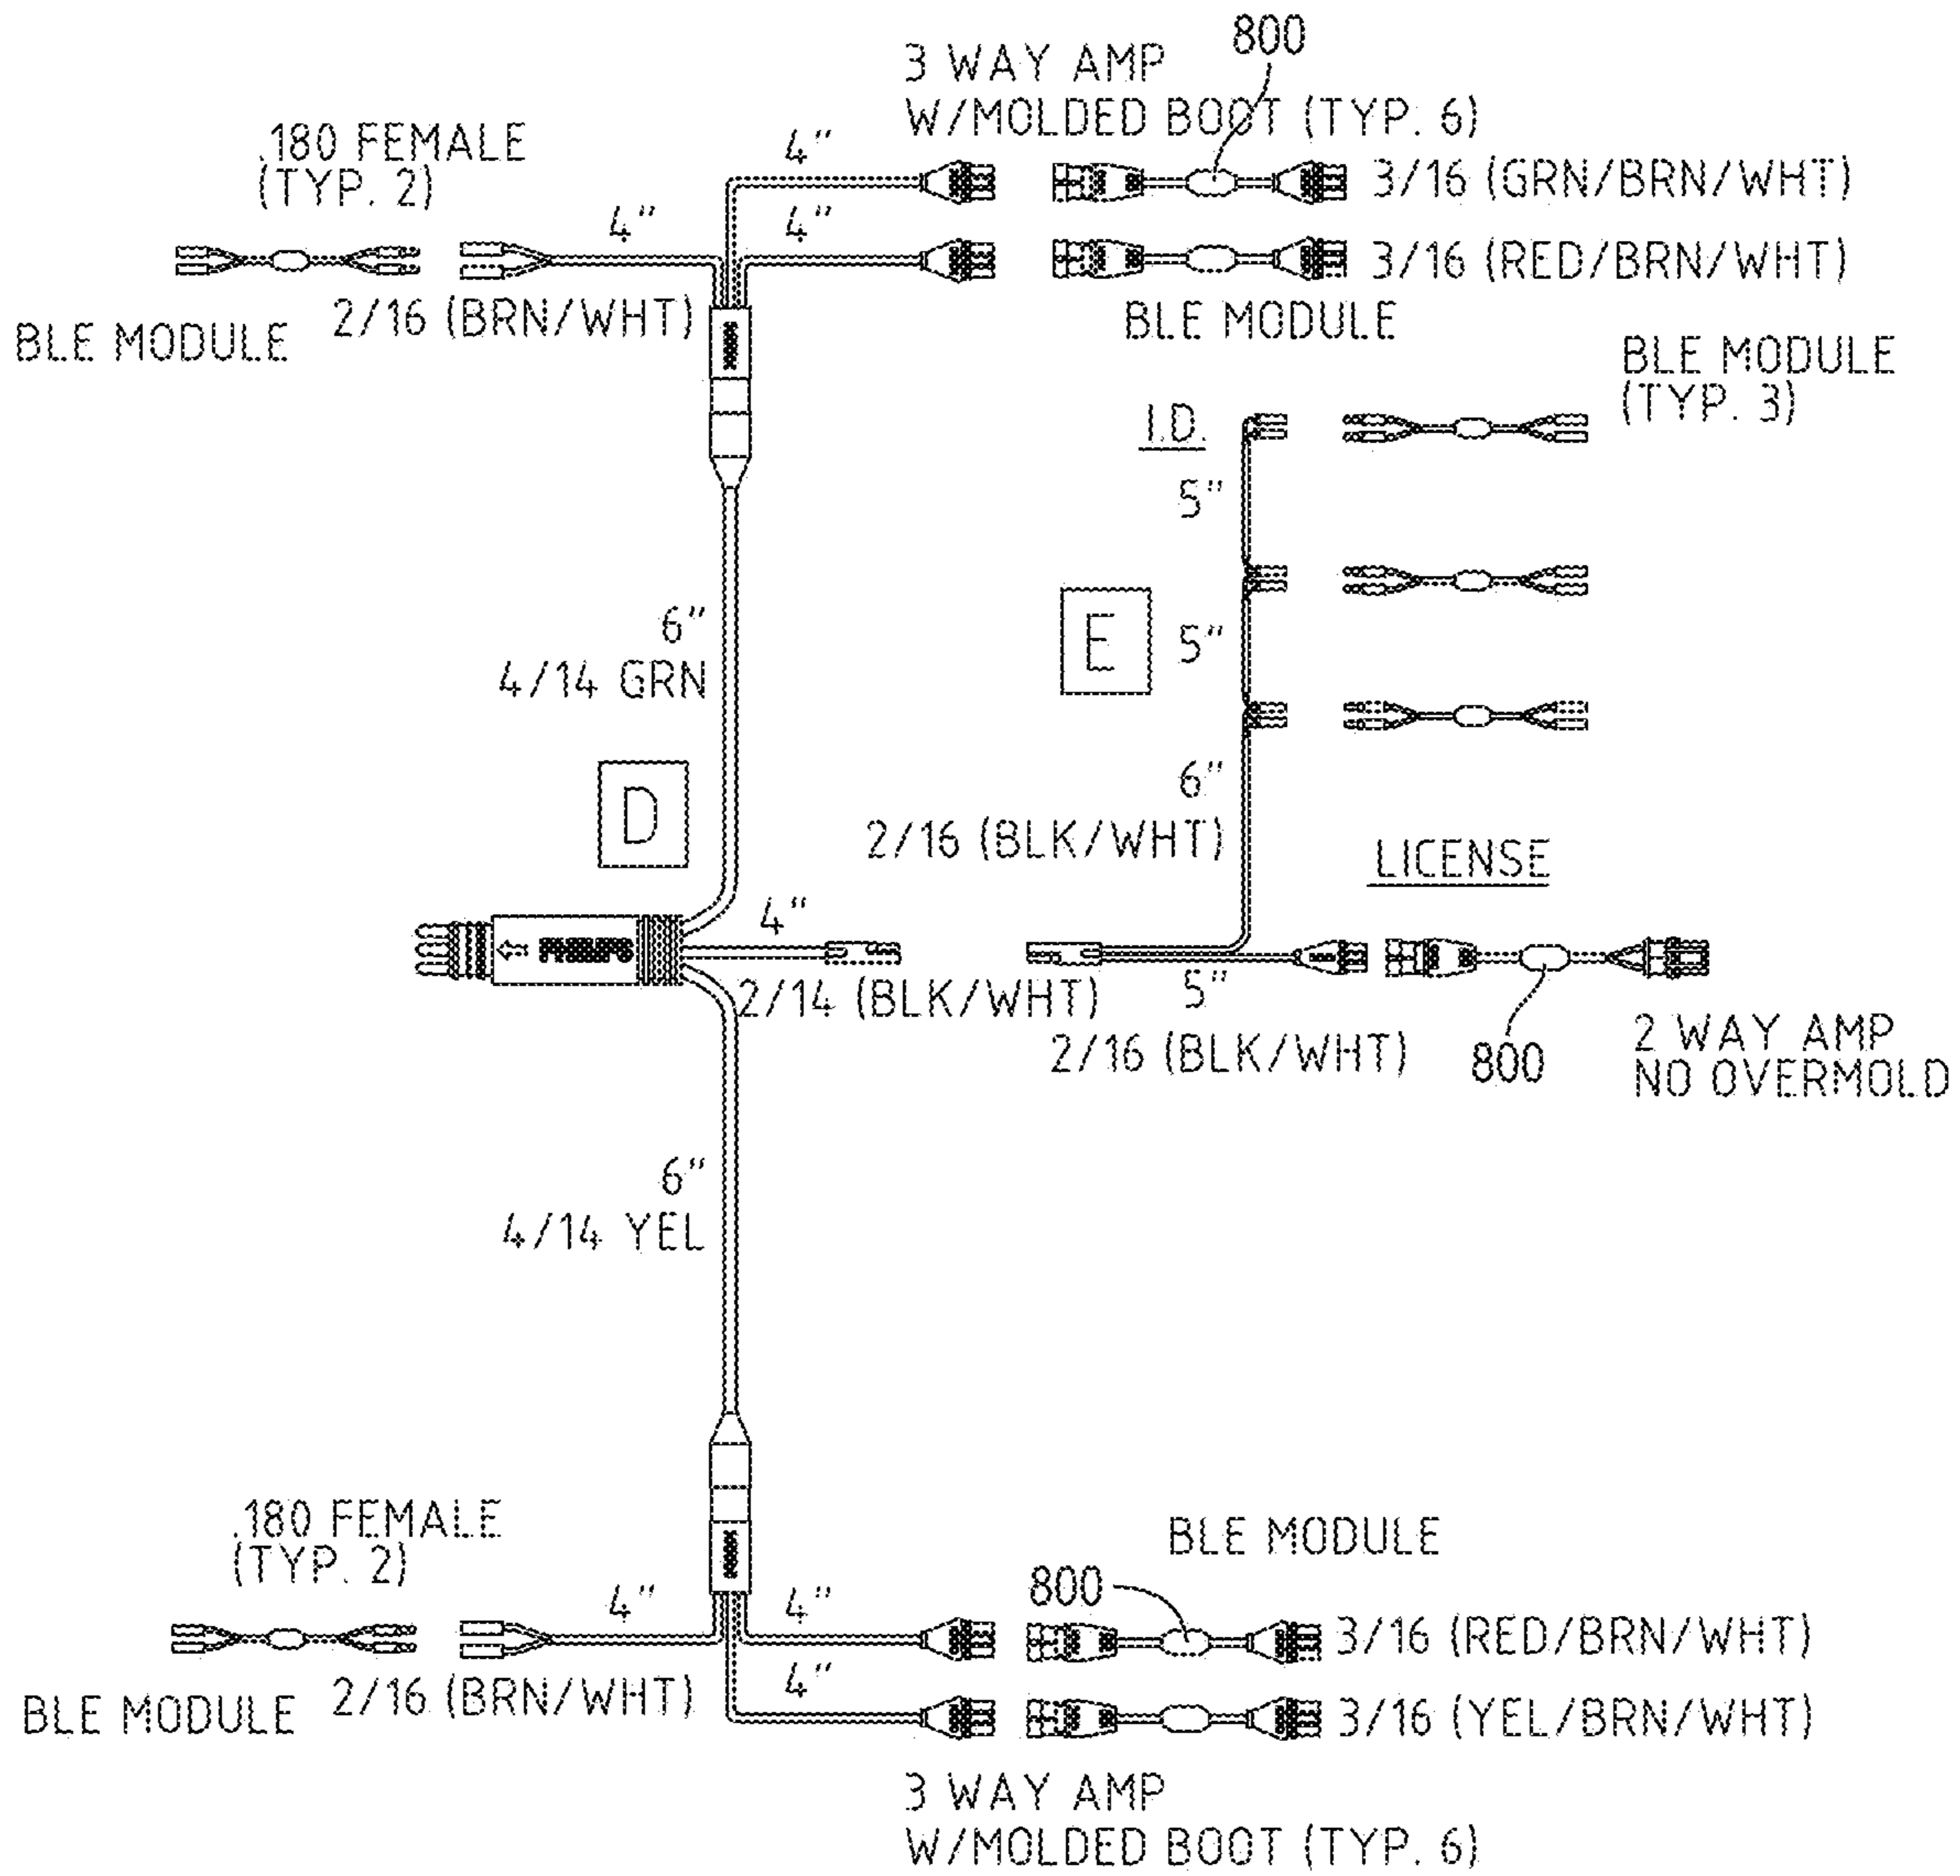 800
3 WAY AMP
W/MOLDED BOOT (TYP. 6)
.180 FEMALE
(TYP. 2)
4"
3/16 (GRN/BRN/WHT)
4"
4"
3/16 (RED/BRN/WHT)
2/16 (BRN/WHT)
BLE MODULE
BLE MODULE
BLE MODULE
(TYP. 3)
I.D.
5"
E
5"
6"
4/14 GRN
D
6"
2/16 (BLK/WHT)
LICENSE
4"
2/14 (BLK/WHT)
5"
2/16 (BLK/WHT)
800
2 WAY AMP
NO OVERMOLD
6"
4/14 YEL
.180 FEMALE
(TYP. 2)
BLE MODULE
800
4"
4"
3/16 (RED/BRN/WHT)
2/16 (BRN/WHT)
4"
3/16 (YEL/BRN/WHT)
BLE MODULE
3 WAY AMP
W/MOLDED BOOT (TYP. 6)